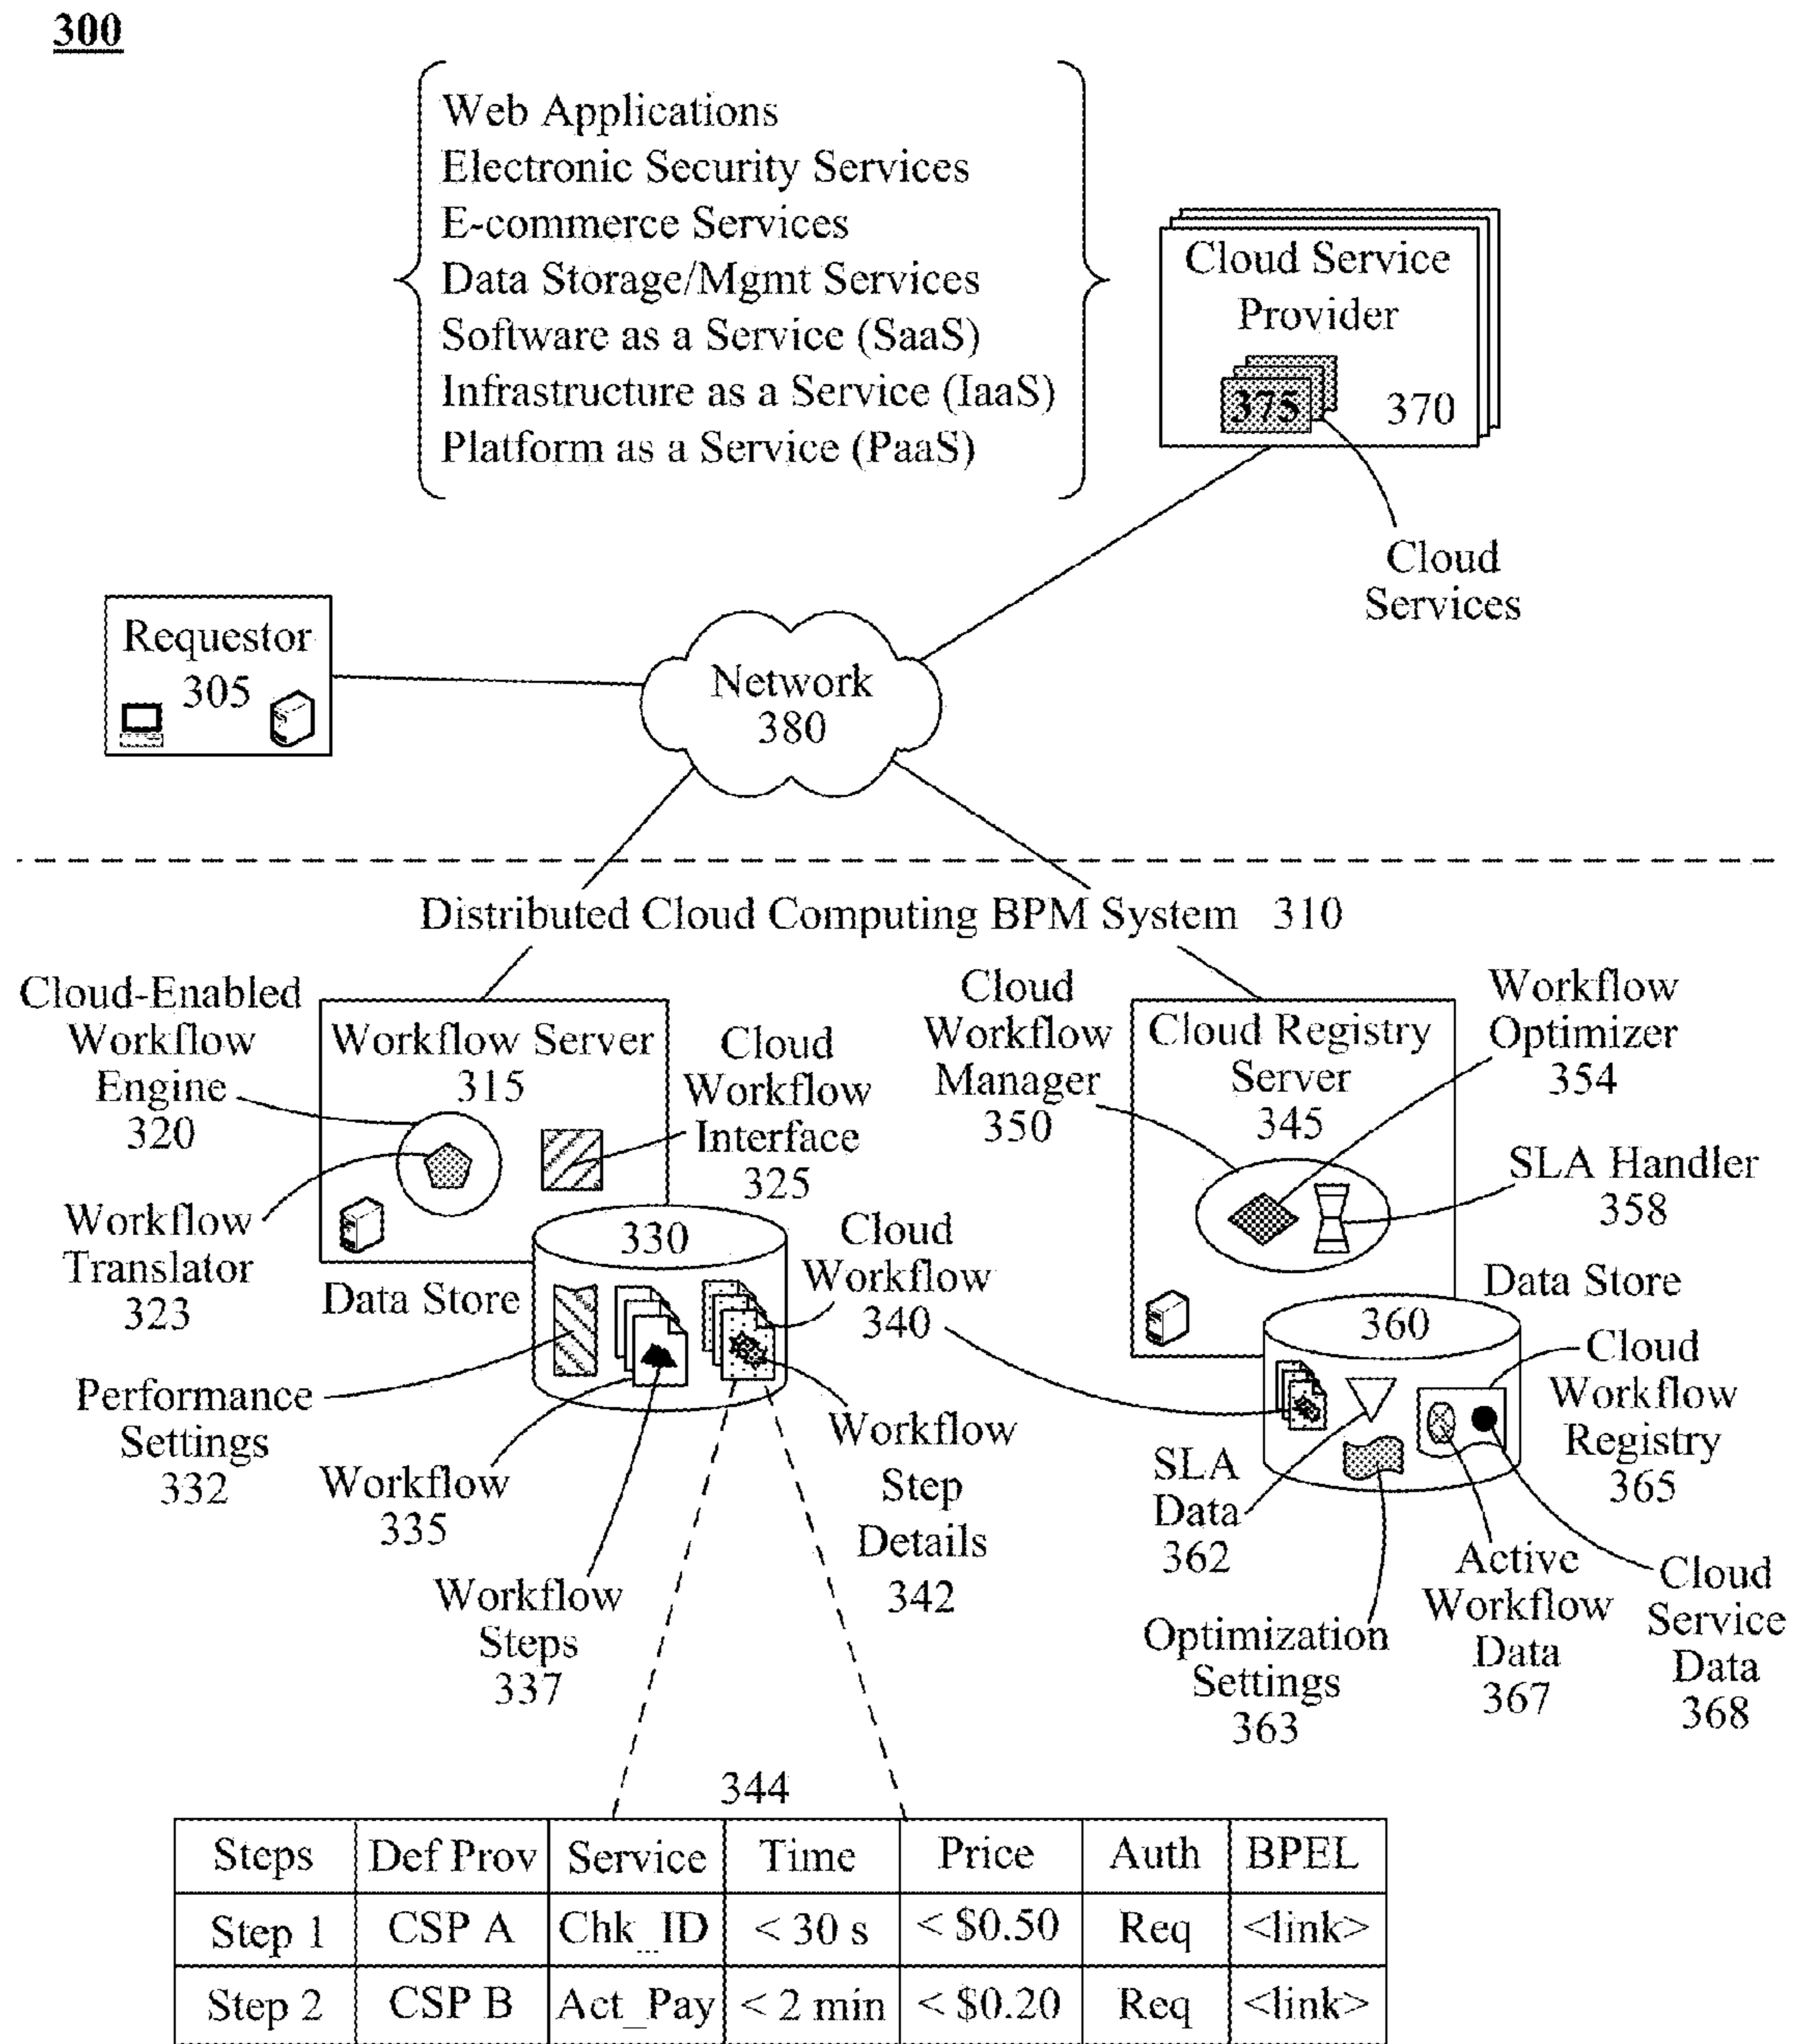 300
Web Applications
Electronic Security Services
E-commerce Services
Data Storage/Mgmt Services
Software as a Service (SaaS)
Infrastructure as a Service (IaaS)
Platform as a Service (PaaS)
Cloud Service
Provider
375
370
Cloud
Services
Requestor
305
Network
380
Distributed Cloud Computing BPM System 310
Cloud-Enabled
Workflow
Engine
320
Workflow Server
315
Cloud
Workflow
Interface
325
Workflow
Translator
323
Data Store
330
Performance
Settings
332
Workflow
335
Workflow
Steps
337
Cloud
Workflow
340
Workflow
Step
Details
342
Cloud
Workflow
Manager
350
Cloud Registry
Server
345
Workflow
Optimizer
354
SLA Handler
358
Data Store
360
Cloud
Workflow
Registry
365
SLA
Data
362
Optimization
Settings
363
Active
Workflow
Data
367
Cloud
Service
Data
368
344
Steps Def Prov Service Time Price Auth BPEL
Step 1 CSP A Chk_ID < 30 s < $0.50 Req <link>
Step 2 CSP B Act_Pay < 2 min < $0.20 Req <link>